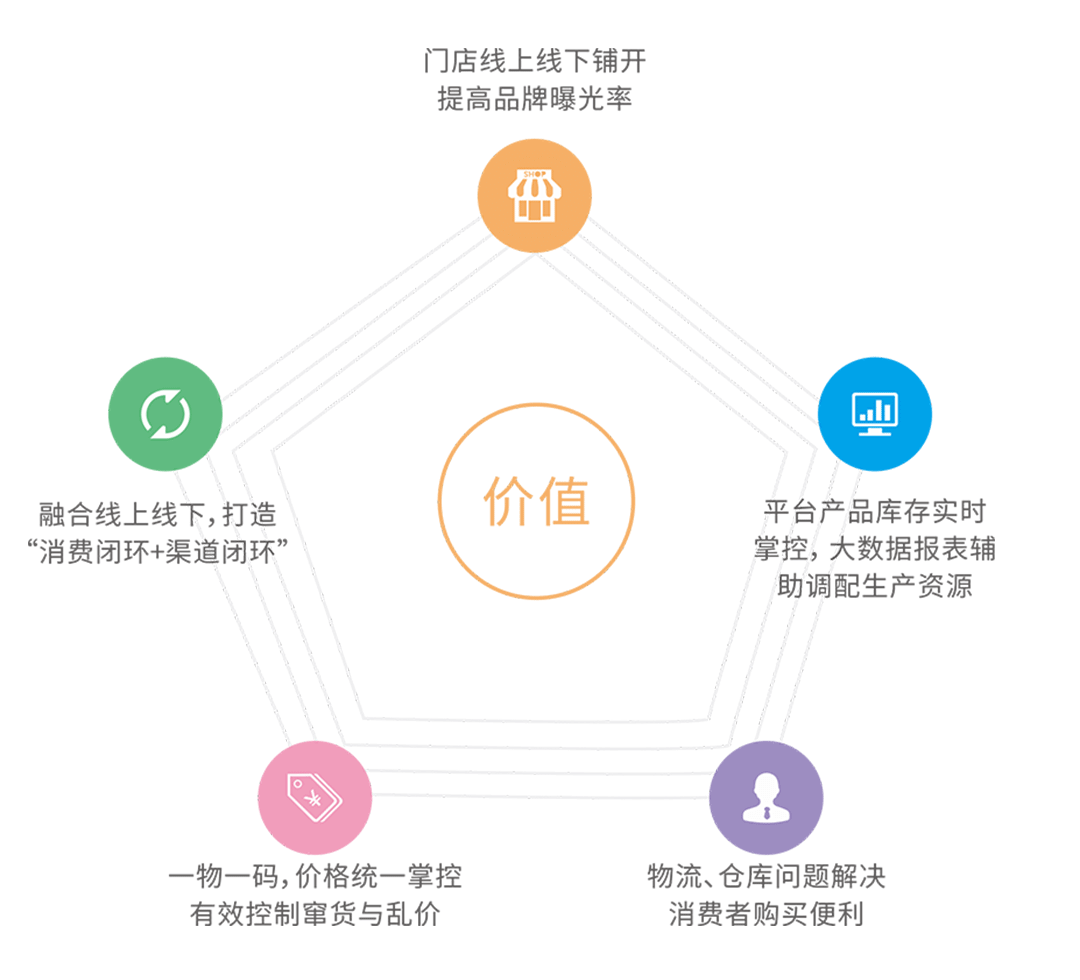 门店线上线下铺开
提高品牌曝光率
SHOP
融合线上线下，打造
“消费闭环+渠道闭环”
价值
平台产品库存实时
掌控，大数据报表辅
助调配生产资源
一物一码，价格统一掌控
有效控制窜货与乱价
物流、仓库问题解决
消费者购买便利